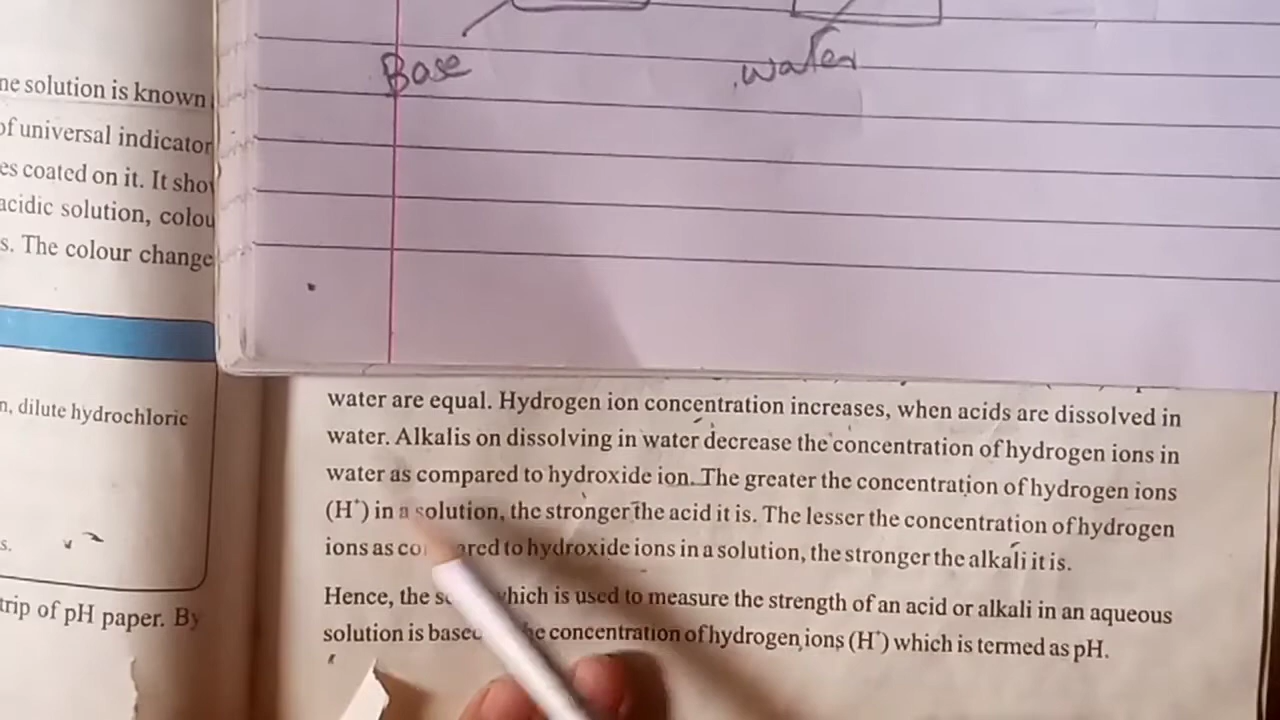 Base
water
ne solution is known
of universal indicator
es coated on it. It sho
acidic solution, colou
s. The colour change
n, dilute hydrochloric
s.
trip of pH paper. By
water are equal. Hydrogen ion concentration increases, when acids are dissolved in
water. Alkalis on dissolving in water decrease the concentration of hydrogen ions in
water as compared to hydroxide ion. The greater the concentration of hydrogen ions
(H⁺) in a solution, the stronger the acid it is. The lesser the concentration of hydrogen
ions as co ared to hydroxide ions in a solution, the stronger the alkali it is.
Hence, the s which is used to measure the strength of an acid or alkali in an aqueous
solution is based he concentration of hydrogen ions (H⁺) which is termed as pH.